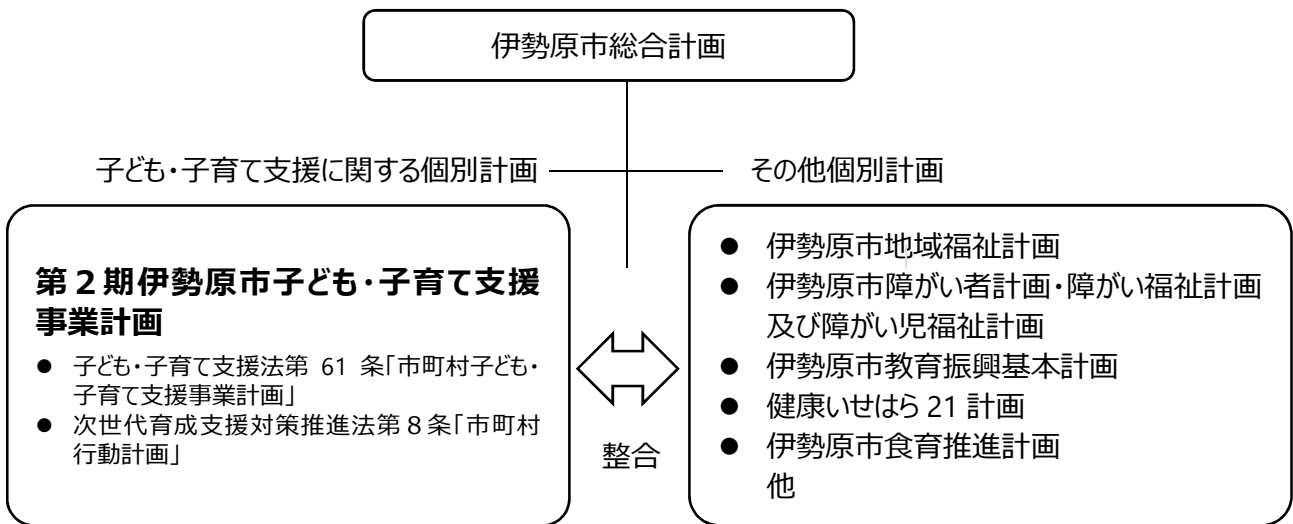 伊勢原市総合計画
子ども・子育て支援に関する個別計画
その他個別計画
第2期伊勢原市子ども・子育て支援
事業計画
● 子ども・子育て支援法第 61 条「市町村子ども・
子育て支援事業計画」
● 次世代育成支援対策推進法第8条「市町村
行動計画」
整合
● 伊勢原市地域福祉計画
● 伊勢原市障がい者計画・障がい福祉計画
及び障がい児福祉計画
● 伊勢原市教育振興基本計画
● 健康いせはら 21 計画
● 伊勢原市食育推進計画
他